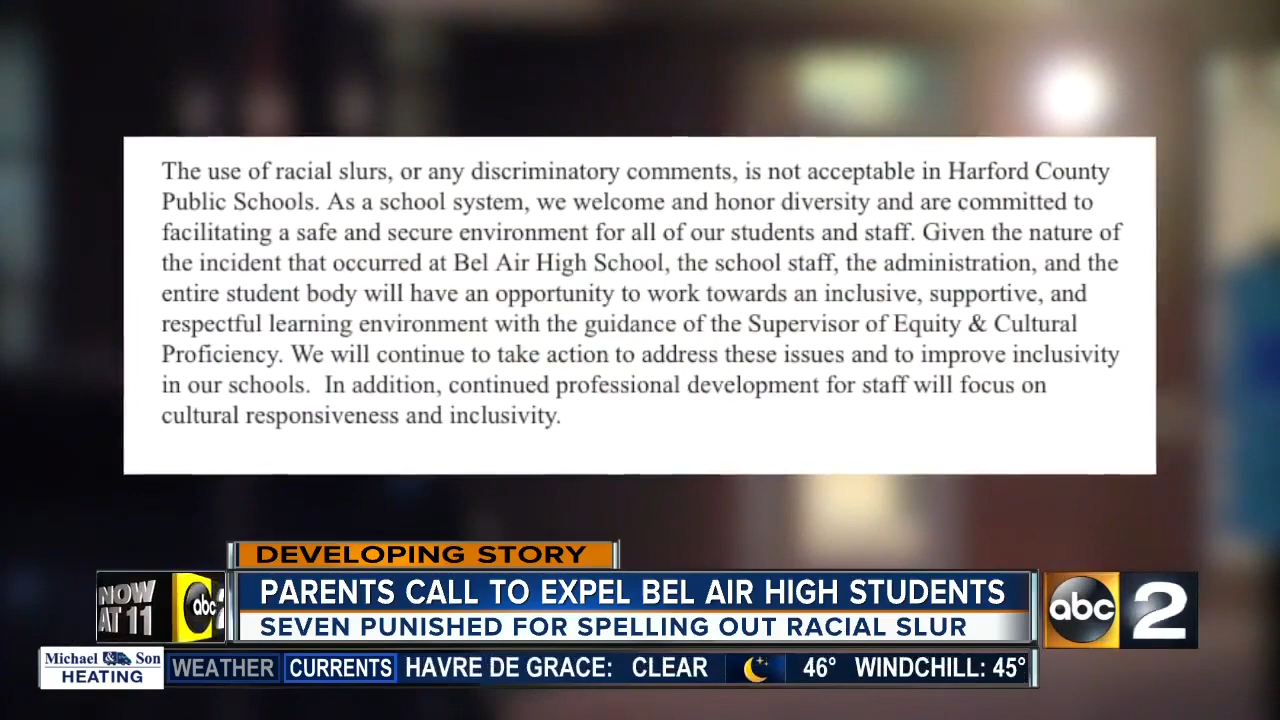 The use of racial slurs, or any discriminatory comments, is not acceptable in Harford County
Public Schools. As a school system, we welcome and honor diversity and are committed to
facilitating a safe and secure environment for all of our students and staff. Given the nature of
the incident that occurred at Bel Air High School, the school staff, the administration, and the
entire student body will have an opportunity to work towards an inclusive, supportive, and
respectful learning environment with the guidance of the Supervisor of Equity & Cultural
Proficiency. We will continue to take action to address these issues and to improve inclusivity
in our schools. In addition, continued professional development for staff will focus on
cultural responsiveness and inclusivity.
DEVELOPING STORY
NOW
AT 11
abc 2
PARENTS CALL TO EXPEL BEL AIR HIGH STUDENTS
SEVEN PUNISHED FOR SPELLING OUT RACIAL SLUR
abc 2
Michael & Son
HEATING
WEATHER CURRENTS HAVRE DE GRACE: CLEAR 46° WINDCHILL: 45°